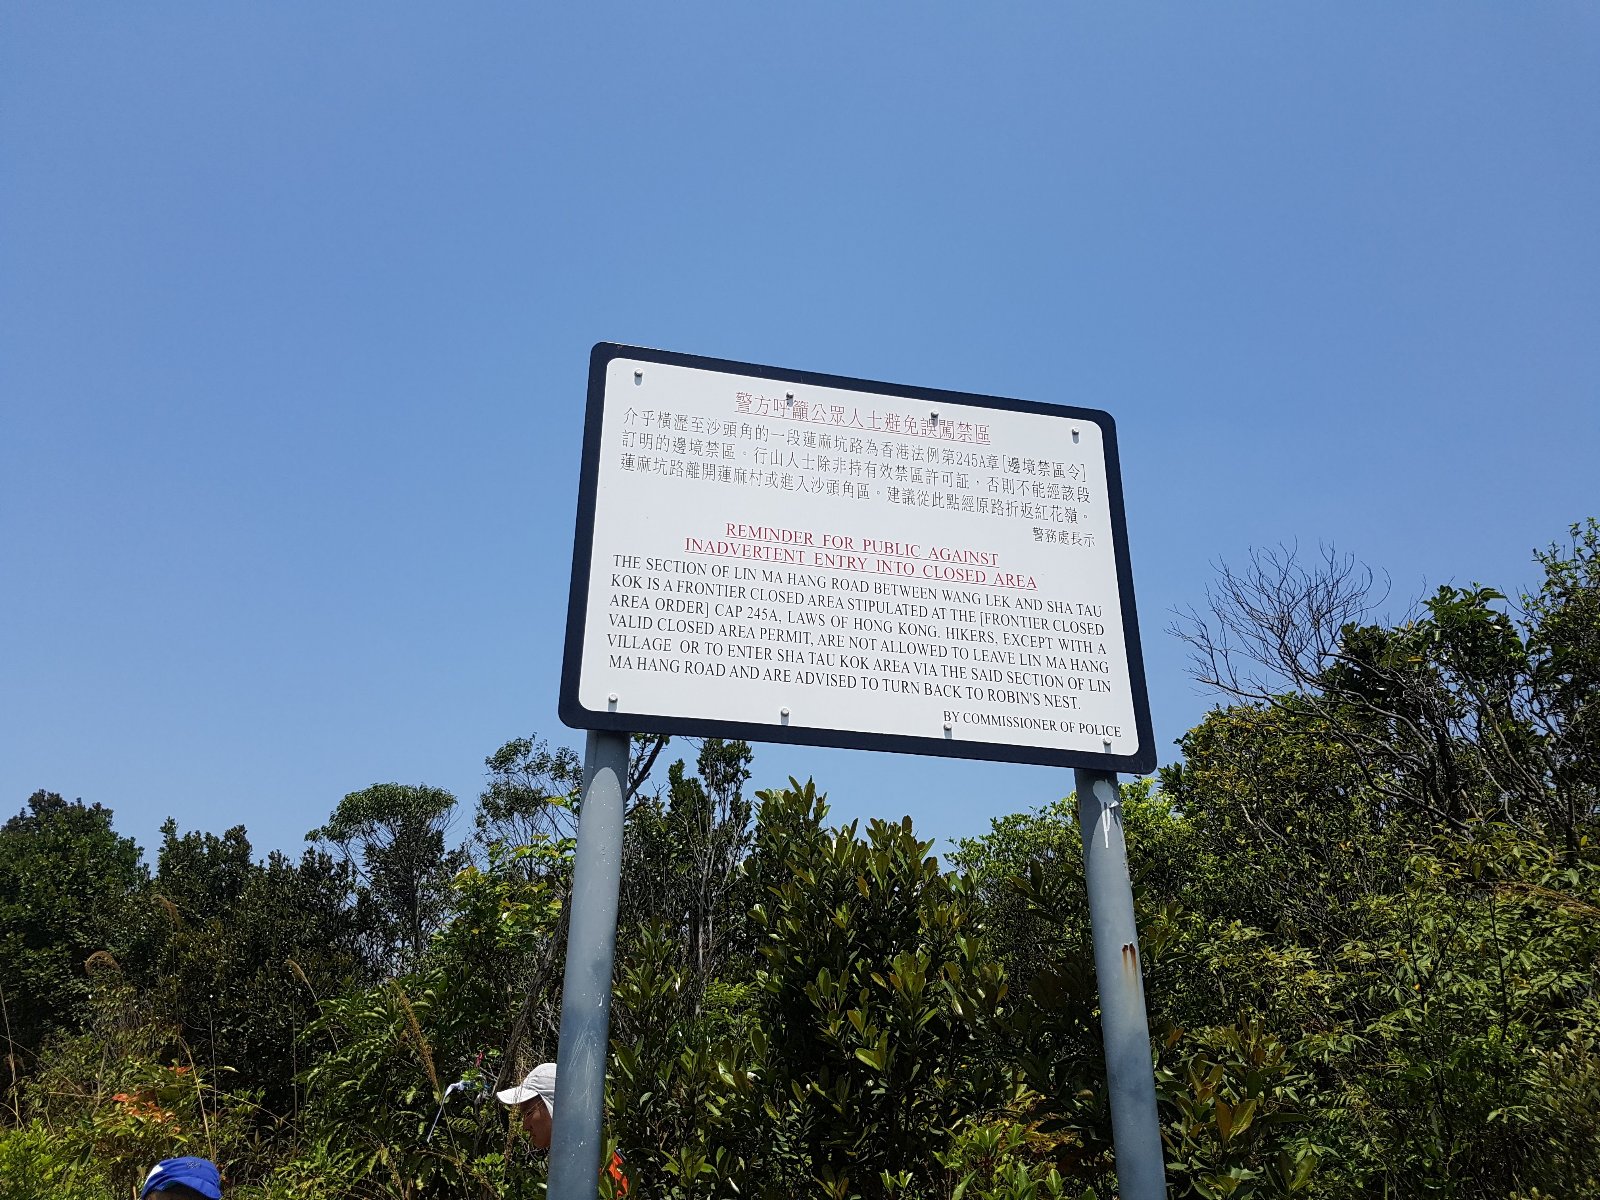 警方呼籲公眾人士避免誤闖禁區
介乎橫瀝至沙頭角的一段蓮麻坑路為香港法例第245A章[邊境禁區令]
訂明的邊境禁區。行山人士除非持有效禁區許可証，否則不能經該段
蓮麻坑路離開蓮麻村或進入沙頭角區。建議從此點經原路折返紅花嶺。
警務處長示
REMINDER FOR PUBLIC AGAINST
INADVERTENT ENTRY INTO CLOSED AREA
THE SECTION OF LIN MA HANG ROAD BETWEEN WANG LEK AND SHA TAU
KOK IS A FRONTIER CLOSED AREA STIPULATED AT THE [FRONTIER CLOSED
AREA ORDER] CAP 245A, LAWS OF HONG KONG. HIKERS, EXCEPT WITH A
VALID CLOSED AREA PERMIT, ARE NOT ALLOWED TO LEAVE LIN MA HANG
VILLAGE OR TO ENTER SHA TAU KOK AREA VIA THE SAID SECTION OF LIN
MA HANG ROAD AND ARE ADVISED TO TURN BACK TO ROBIN'S NEST.
BY COMMISSIONER OF POLICE